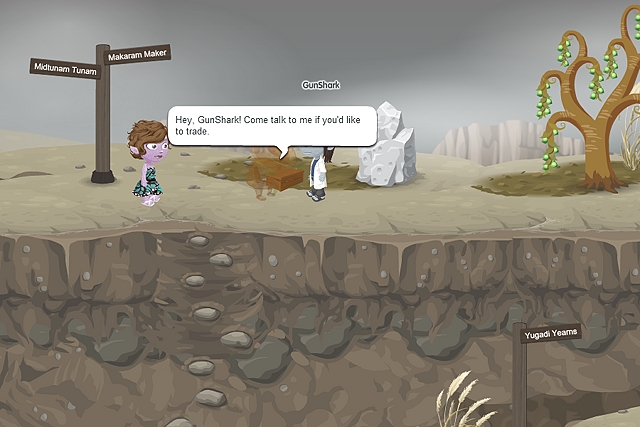 Makaram Maker
Midtunam Tunam
GunShark
Hey, GunShark! Come talk to me if you'd like
to trade.
Yugadi Yearns